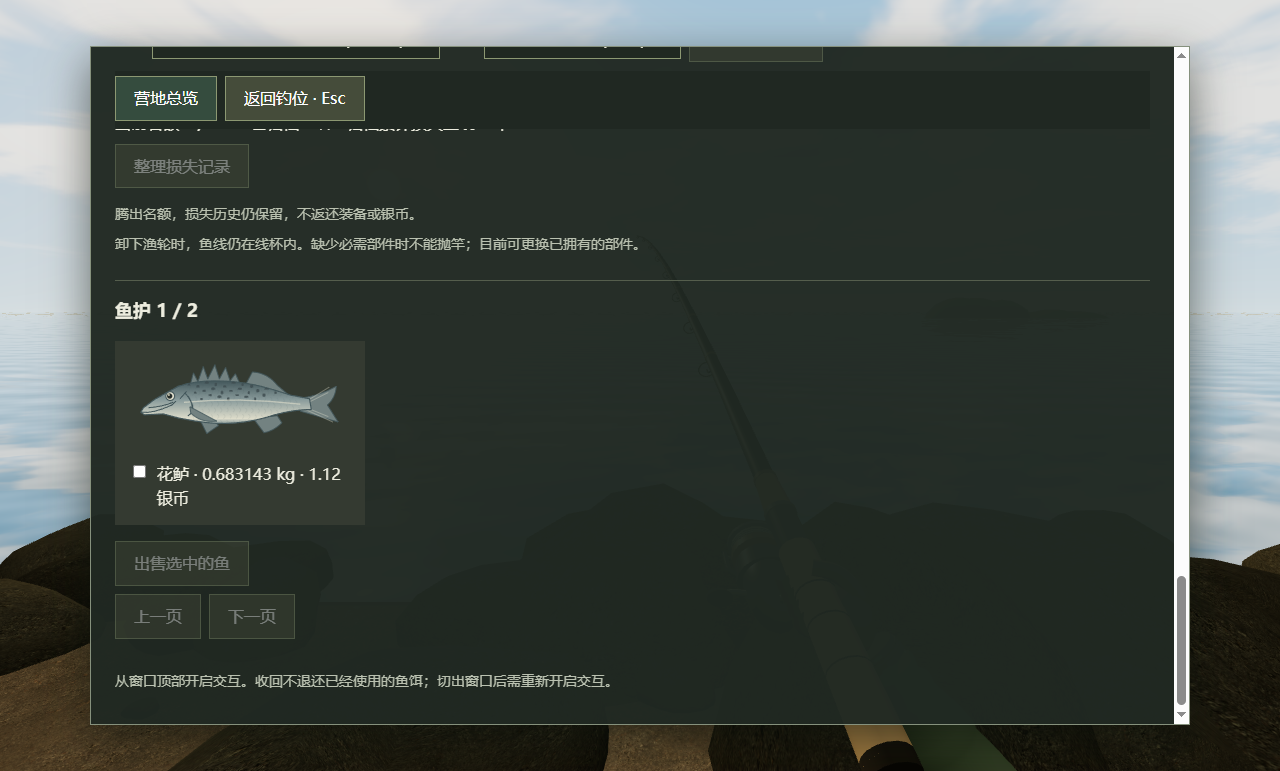 营地总览
返回钓位 · Esc
整理损失记录
腾出名额，损失历史仍保留，不返还装备或银币。
卸下渔轮时，鱼线仍在线杯内。缺少必需部件时不能抛竿；目前可更换已拥有的部件。
鱼护 1 / 2
花鲈 · 0.683143 kg · 1.12
银币
出售选中的鱼
上一页
下一页
从窗口顶部开启交互。收回不退还已经使用的鱼饵；切出窗口后需重新开启交互。